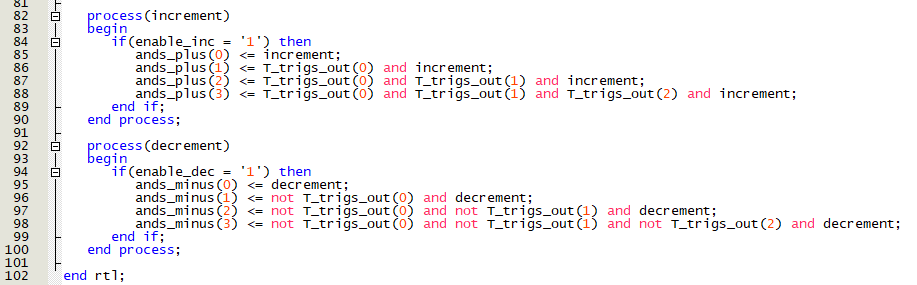 81
82 process(increment)
83 begin
84 if(enable_inc = '1') then
85 ands_plus(0) <= increment;
86 ands_plus(1) <= T_trigs_out(0) and increment;
87 ands_plus(2) <= T_trigs_out(0) and T_trigs_out(1) and increment;
88 ands_plus(3) <= T_trigs_out(0) and T_trigs_out(1) and T_trigs_out(2) and increment;
89 end if;
90 end process;
91
92 process(decrement)
93 begin
94 if(enable_dec = '1') then
95 ands_minus(0) <= decrement;
96 ands_minus(1) <= not T_trigs_out(0) and decrement;
97 ands_minus(2) <= not T_trigs_out(0) and not T_trigs_out(1) and decrement;
98 ands_minus(3) <= not T_trigs_out(0) and not T_trigs_out(1) and not T_trigs_out(2) and decrement;
99 end if;
100 end process;
101
102 end rtl;